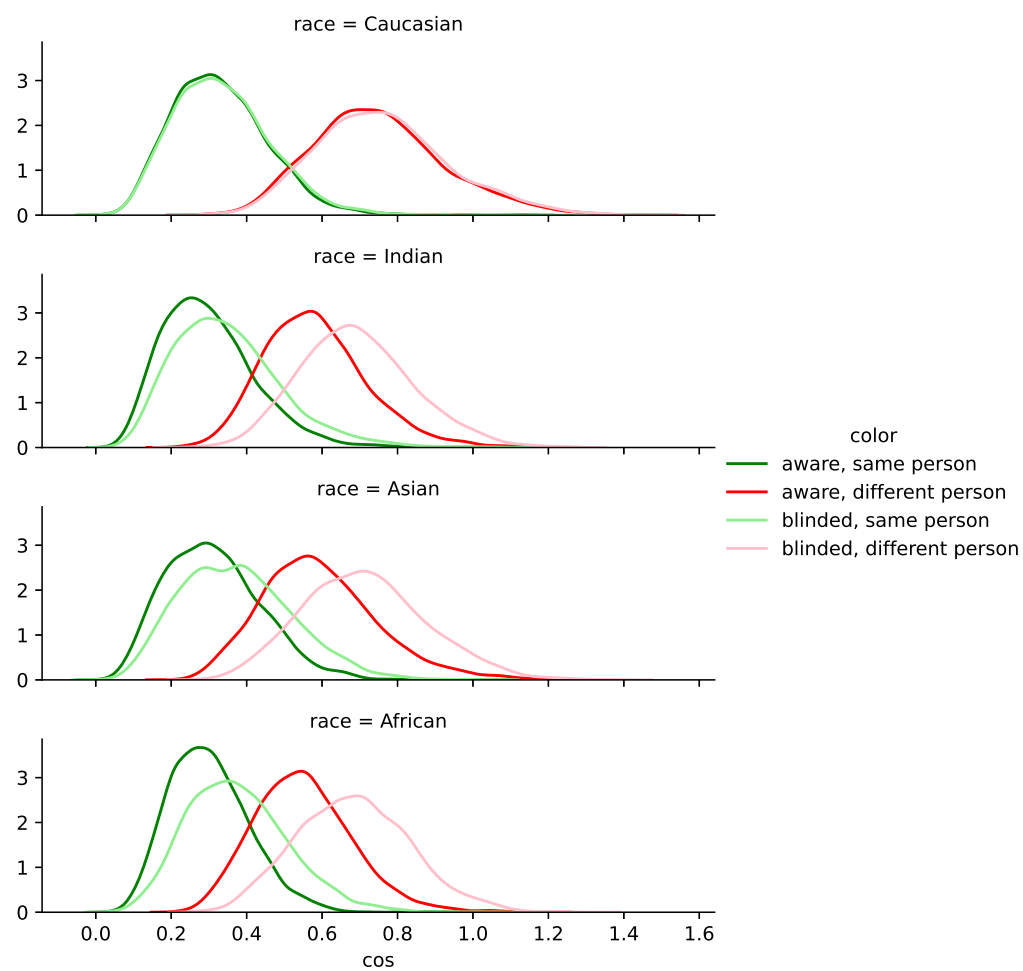 race = Caucasian
3
2
1
0
race = Indian
3
2
1
0
race = Asian
3
2
1
0
race = African
3
2
1
0
0.0 0.2 0.4 0.6 0.8 1.0 1.2 1.4 1.6
cos
color
aware, same person
aware, different person
blinded, same person
blinded, different person